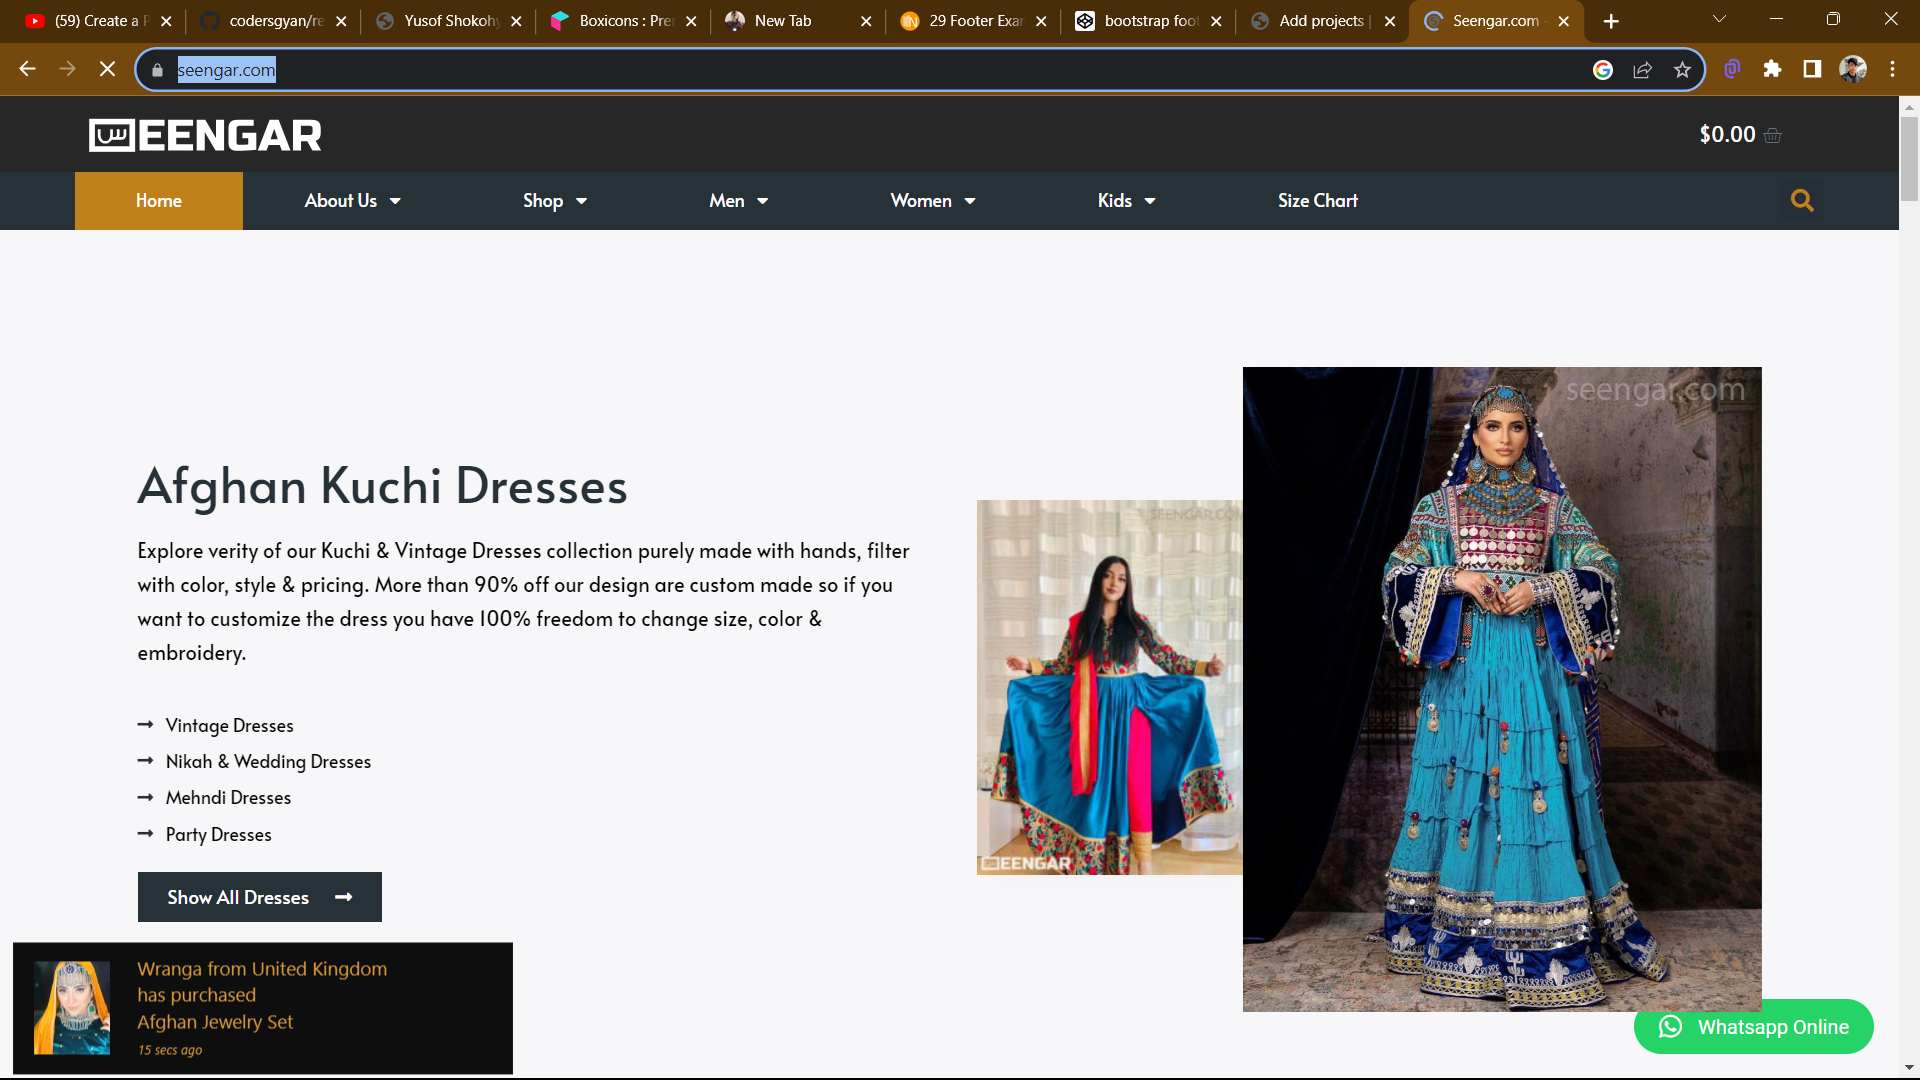 (59) Create a P
codersgyan/re
Yusof Shokohy
Boxicons : Prer
New Tab
29 Footer Exar
bootstrap foot
Add projects |
Seengar.com -
seengar.com
سEENGAR
$0.00
Home
About Us
Shop
Men
Women
Kids
Size Chart
seengar.com
Afghan Kuchi Dresses
SEENGAR.COM
Explore verity of our Kuchi & Vintage Dresses collection purely made with hands, filter
with color, style & pricing. More than 90% off our design are custom made so if you
want to customize the dress you have 100% freedom to change size, color &
embroidery.
Vintage Dresses
Nikah & Wedding Dresses
Mehndi Dresses
Party Dresses
سEENGAR
Show All Dresses
Wranga from United Kingdom
has purchased
Afghan Jewelry Set
15 secs ago
Whatsapp Online